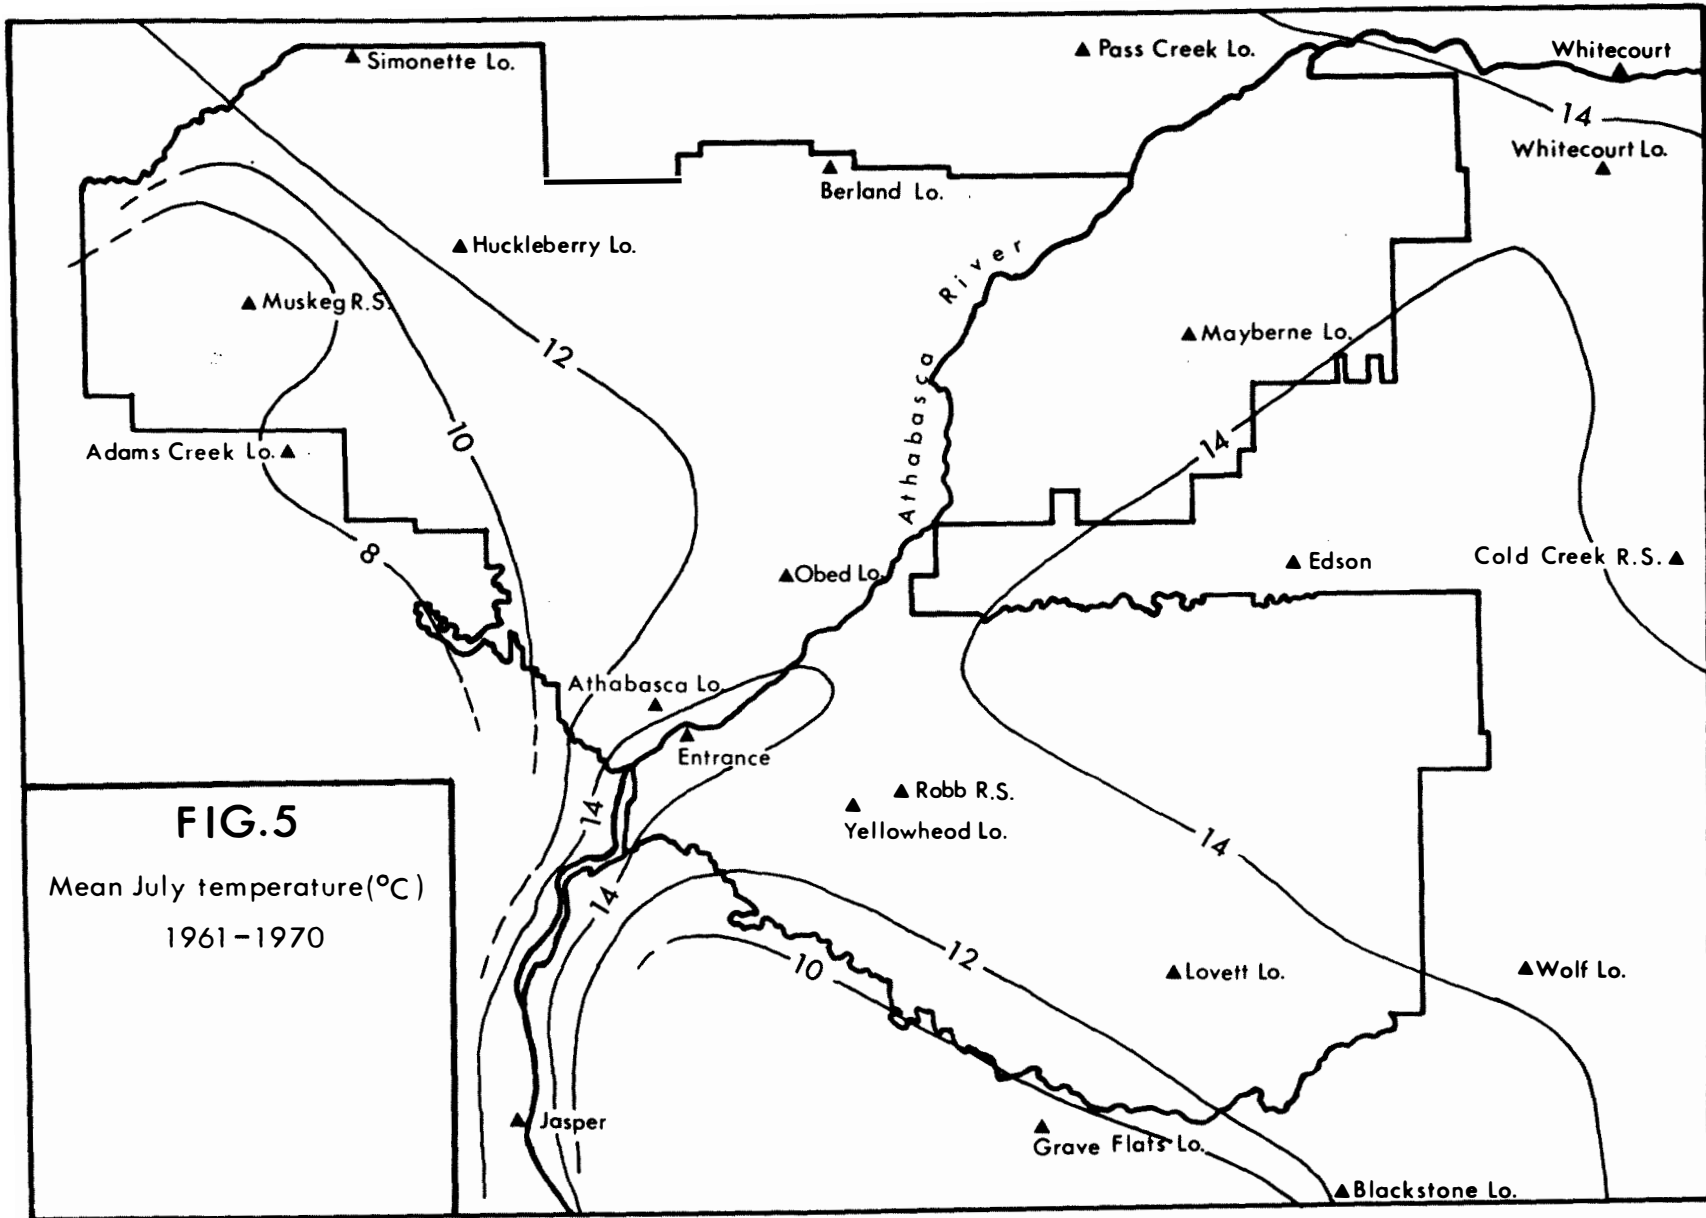 Simonette Lo.
Pass Creek Lo.
Whitecourt
14
Whitecourt Lo.
Berland Lo.
Huckleberry Lo.
Athabasca River
Muskeg R.S.
Mayberne Lo.
12
10
14
Adams Creek Lo.
8
Obed Lo.
Edson
Cold Creek R.S.
Athabasca Lo.
Entrance
Robb R.S.
Yellowhead Lo.
14
14
14
12
10
Lovett Lo.
Wolf Lo.
Jasper
Grave Flats Lo.
Blackstone Lo.
FIG.5
Mean July temperature(°C)
1961-1970